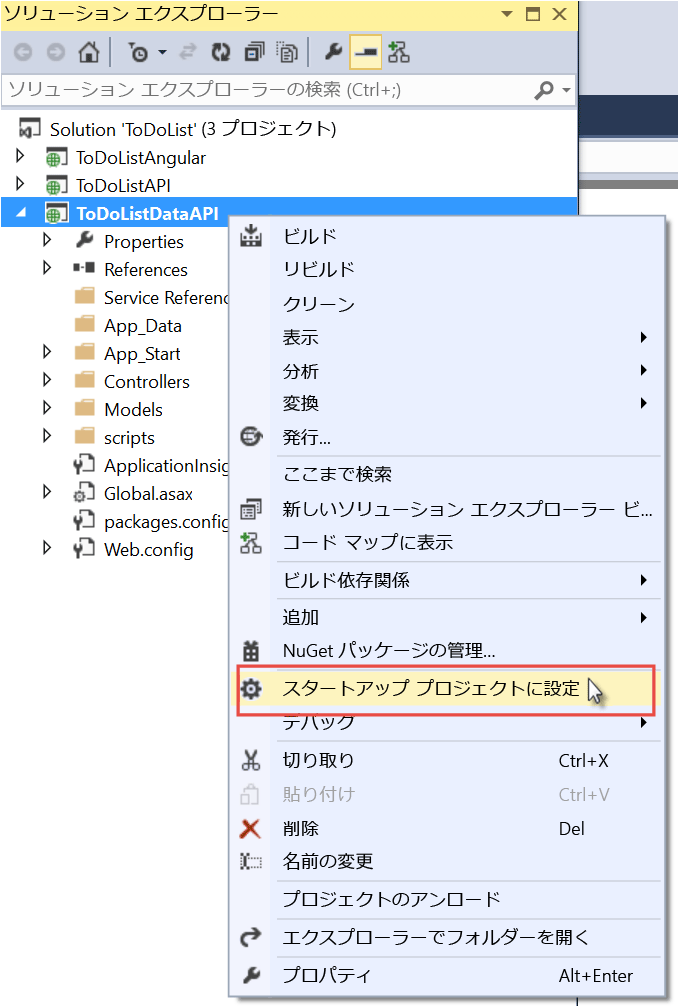 ソリューション エクスプローラー
ソリューション エクスプローラーの検索 (Ctrl+;)
Solution 'ToDoList' (3 プロジェクト)
ToDoListAngular
ToDoListAPI
ToDoListDataAPI
Properties
References
Service Referenc
App_Data
App_Start
Controllers
Models
scripts
ApplicationInsig
Global.asax
packages.config
Web.config
ビルド
リビルド
クリーン
表示
分析
変換
発行...
ここまで検索
新しいソリューション エクスプローラー ビ...
コード マップに表示
ビルド依存関係
追加
NuGet パッケージの管理...
スタートアップ プロジェクトに設定
デバッグ
切り取り Ctrl+X
貼り付け Ctrl+V
削除 Del
名前の変更
プロジェクトのアンロード
エクスプローラーでフォルダーを開く
プロパティ Alt+Enter